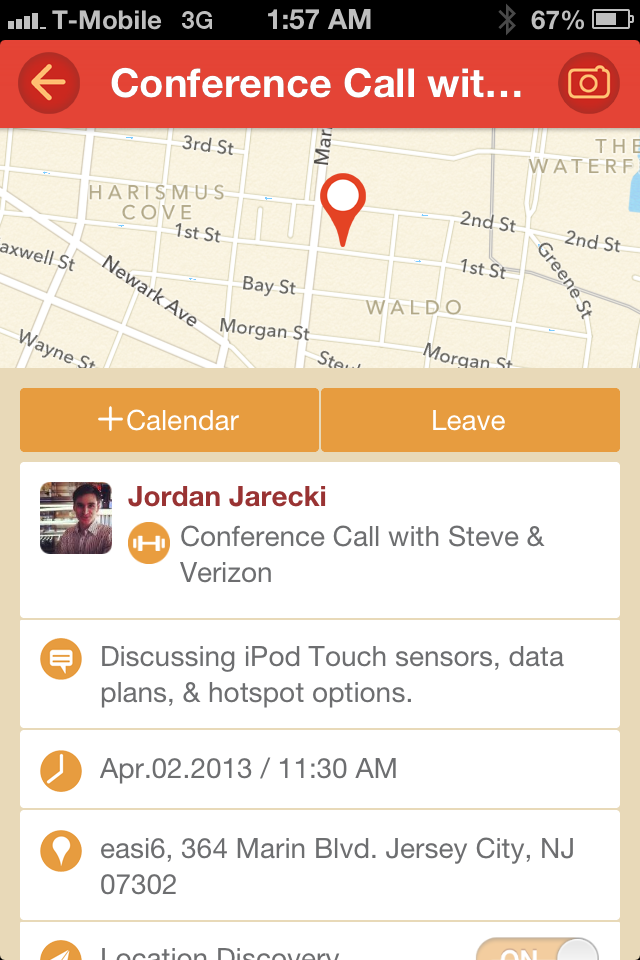 T-Mobile 3G 1:57 AM 67%
Conference Call wit...
3rd St
Mar.
THE
WATERF
HARISMUS
COVE
2nd St
2nd St
1st St
axwell St
Newark Ave
1st St
Greene St
Bay St
WALDO
Morgan St
Wayne St
Steu
Morgan St
+Calendar
Leave
Jordan Jarecki
Conference Call with Steve &
Verizon
Discussing iPod Touch sensors, data
plans, & hotspot options.
Apr.02.2013 / 11:30 AM
easi6, 364 Marin Blvd. Jersey City, NJ
07302
Location Discovery
ON